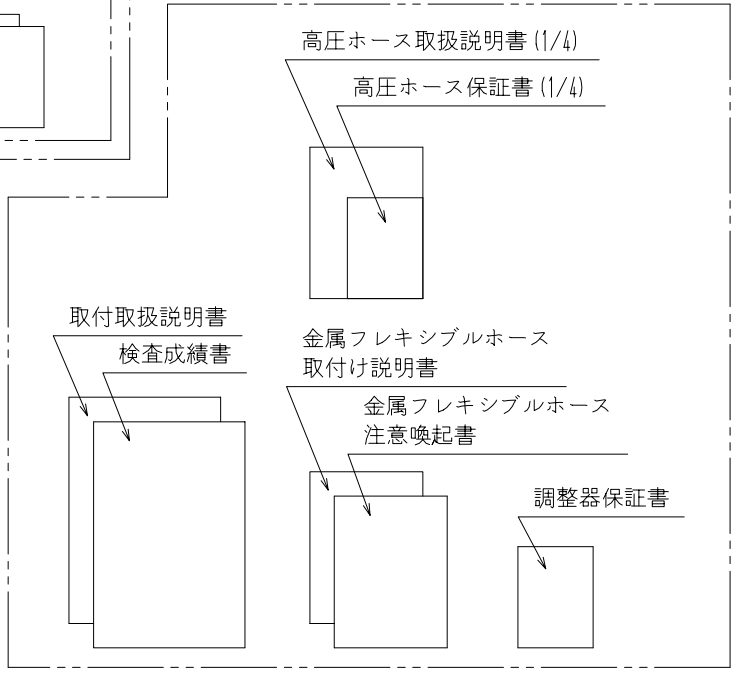 高圧ホース取扱説明書(1/4)
高圧ホース保証書(1/4)
取付取扱説明書
検査成績書
金属フレキシブルホース
取付け説明書
金属フレキシブルホース
注意喚起書
調整器保証書